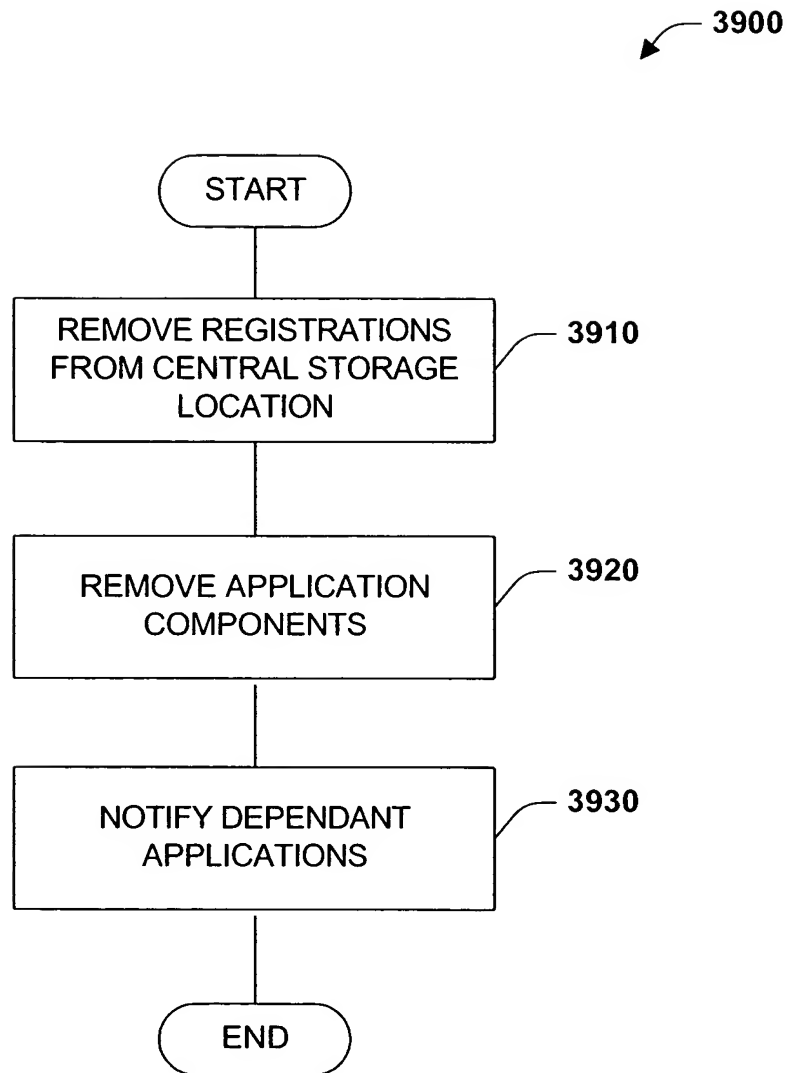 3900
START
REMOVE REGISTRATIONS
FROM CENTRAL STORAGE
LOCATION
3910
REMOVE APPLICATION
COMPONENTS
3920
NOTIFY DEPENDANT
APPLICATIONS
3930
END